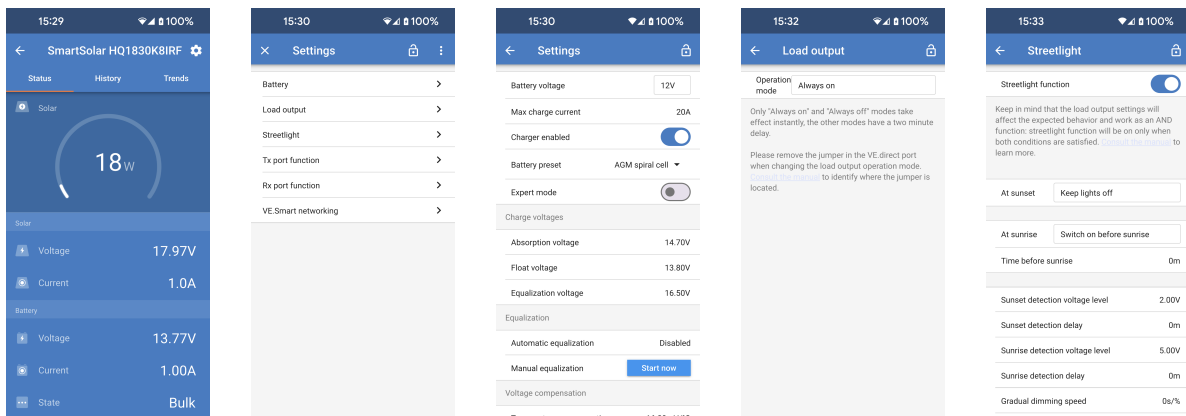 15:29 100%
SmartSolar HQ1830K8IRF
Status History Trends
Solar
18W
Solar
Voltage 17.97V
Current 1.0A
Battery
Voltage 13.77V
Current 1.00A
State Bulk
15:30 100%
Settings
Battery
Load output
Streetlight
Tx port function
Rx port function
VE.Smart networking
15:30 100%
Settings
Battery voltage 12V
Max charge current 20A
Charger enabled
Battery preset AGM spiral cell
Expert mode
Charge voltages
Absorption voltage 14.70V
Float voltage 13.80V
Equalization voltage 16.50V
Equalization
Automatic equalization Disabled
Manual equalization Start now
Voltage compensation
15:32 100%
Load output
Operation
mode Always on
Only "Always on" and "Always off" modes take
effect instantly, the other modes have a two minute
delay.
Please remove the jumper in the VE.direct port
when changing the load output operation mode.
Consult the manual to identify where the jumper is
located.
15:33 100%
Streetlight
Streetlight function
Keep in mind that the load output settings will
affect the expected behavior and work as an AND
function: streetlight function will be on only when
both conditions are satisfied. Consult the manual to
learn more.
At sunset Keep lights off
At sunrise Switch on before sunrise
Time before sunrise 0m
Sunset detection voltage level 2.00V
Sunset detection delay 0m
Sunrise detection voltage level 5.00V
Sunrise detection delay 0m
Gradual dimming speed 0s/%